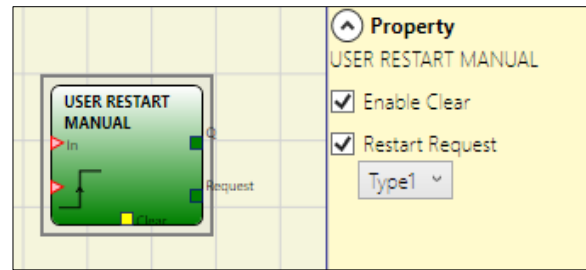 USER RESTART
MANUAL
In
Q
Request
Clear
Property
USER RESTART MANUAL
Enable Clear
Restart Request
Type1